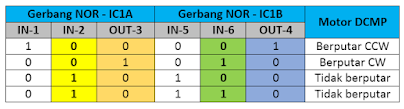 Gerbang NOR - IC1A Gerbang NOR - IC1B Motor DCMP
IN-1 IN-2 OUT-3 IN-5 IN-6 OUT-4
1 0 0 0 0 1 Berputar CCW
0 0 1 0 1 0 Berputar CW
0 1 0 0 1 0 Tidak berputar
0 1 0 1 0 0 Tidak berputar